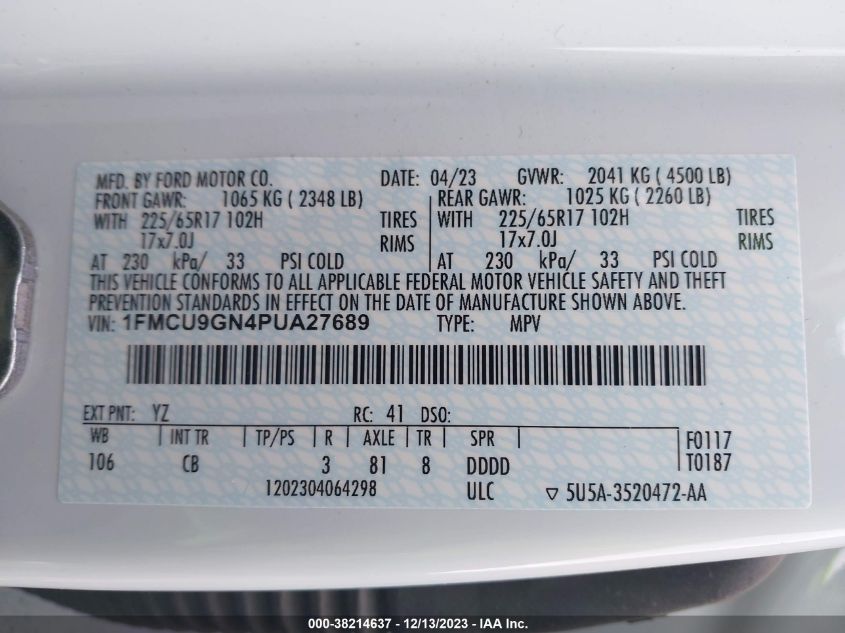 MFD. BY FORD MOTOR CO. DATE: 04/23 GVWR: 2041 KG ( 4500 LB)
FRONT GAWR: 1065 KG ( 2348 LB) REAR GAWR: 1025 KG ( 2260 LB)
WITH 225/65R17 102H TIRES WITH 225/65R17 102H TIRES
17x7.0J RIMS 17x7.0J RIMS
AT 230 kPa/ 33 PSI COLD AT 230 kPa/ 33 PSI COLD
THIS VEHICLE CONFORMS TO ALL APPLICABLE FEDERAL MOTOR VEHICLE SAFETY AND THEFT
PREVENTION STANDARDS IN EFFECT ON THE DATE OF MANUFACTURE SHOWN ABOVE.
VIN: 1FMCU9GN4PUA27689 TYPE: MPV
EXT PNT: YZ RC: 41 DSO:
WB INT TR TP/PS R AXLE TR SPR F0117
106 CB 3 81 8 DDDD T0187
1202304064298 ULC 5U5A-3520472-AA
000-38214637 - 12/13/2023 - IAA Inc.